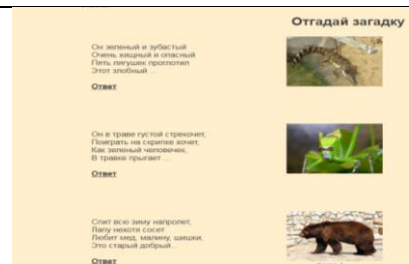 Отгадай загадку
Он зеленый и зубастый
Очень хищный и опасный
Пять лягушек проглотил
Этот злобный ...
Ответ
Он в траве густой стрекочет,
Поиграть на скрипке хочет,
Как зеленый человечек,
В травке прыгает ...
Ответ
Спит всю зиму напролет,
Лапу нехотя сосет
Любит мед, малину, шишки,
Это старый добрый...
Ответ